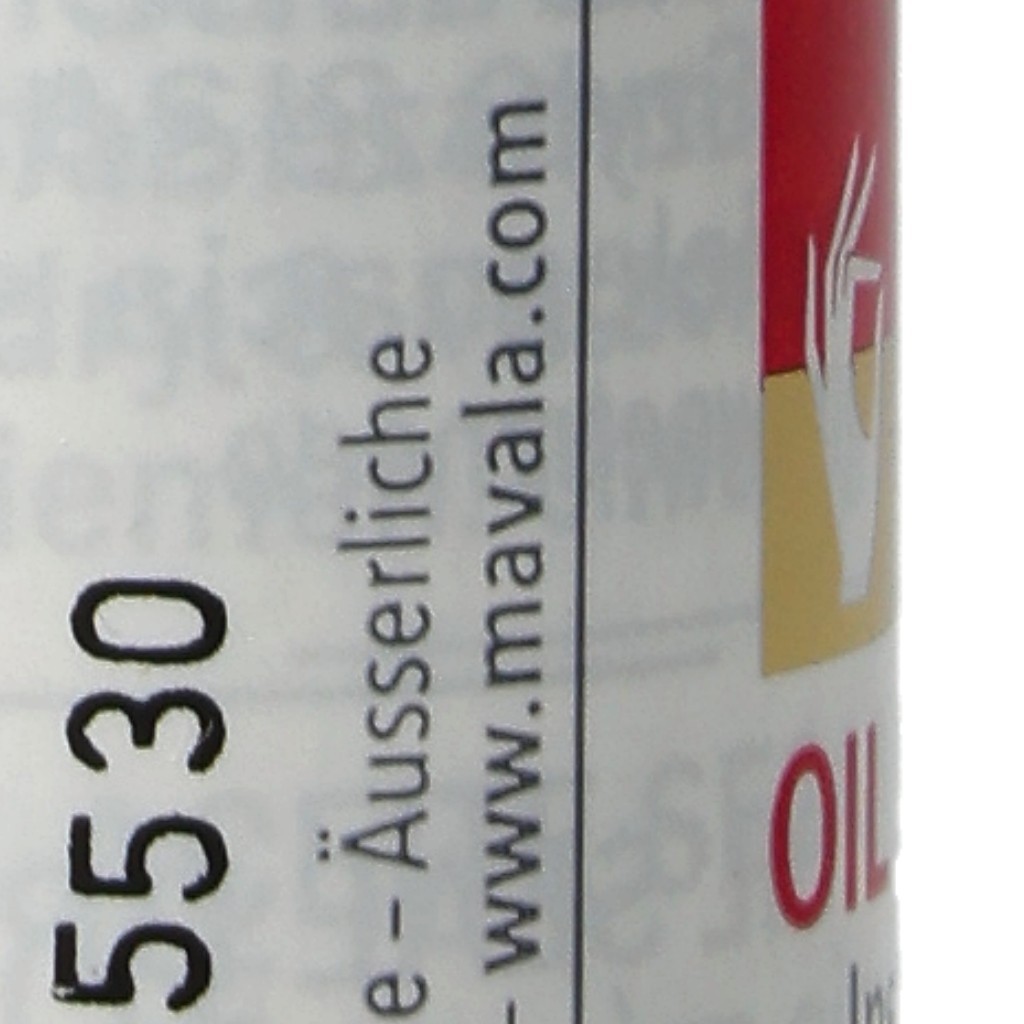 5530
e - Äusserliche
- www.mavala.com
OIL